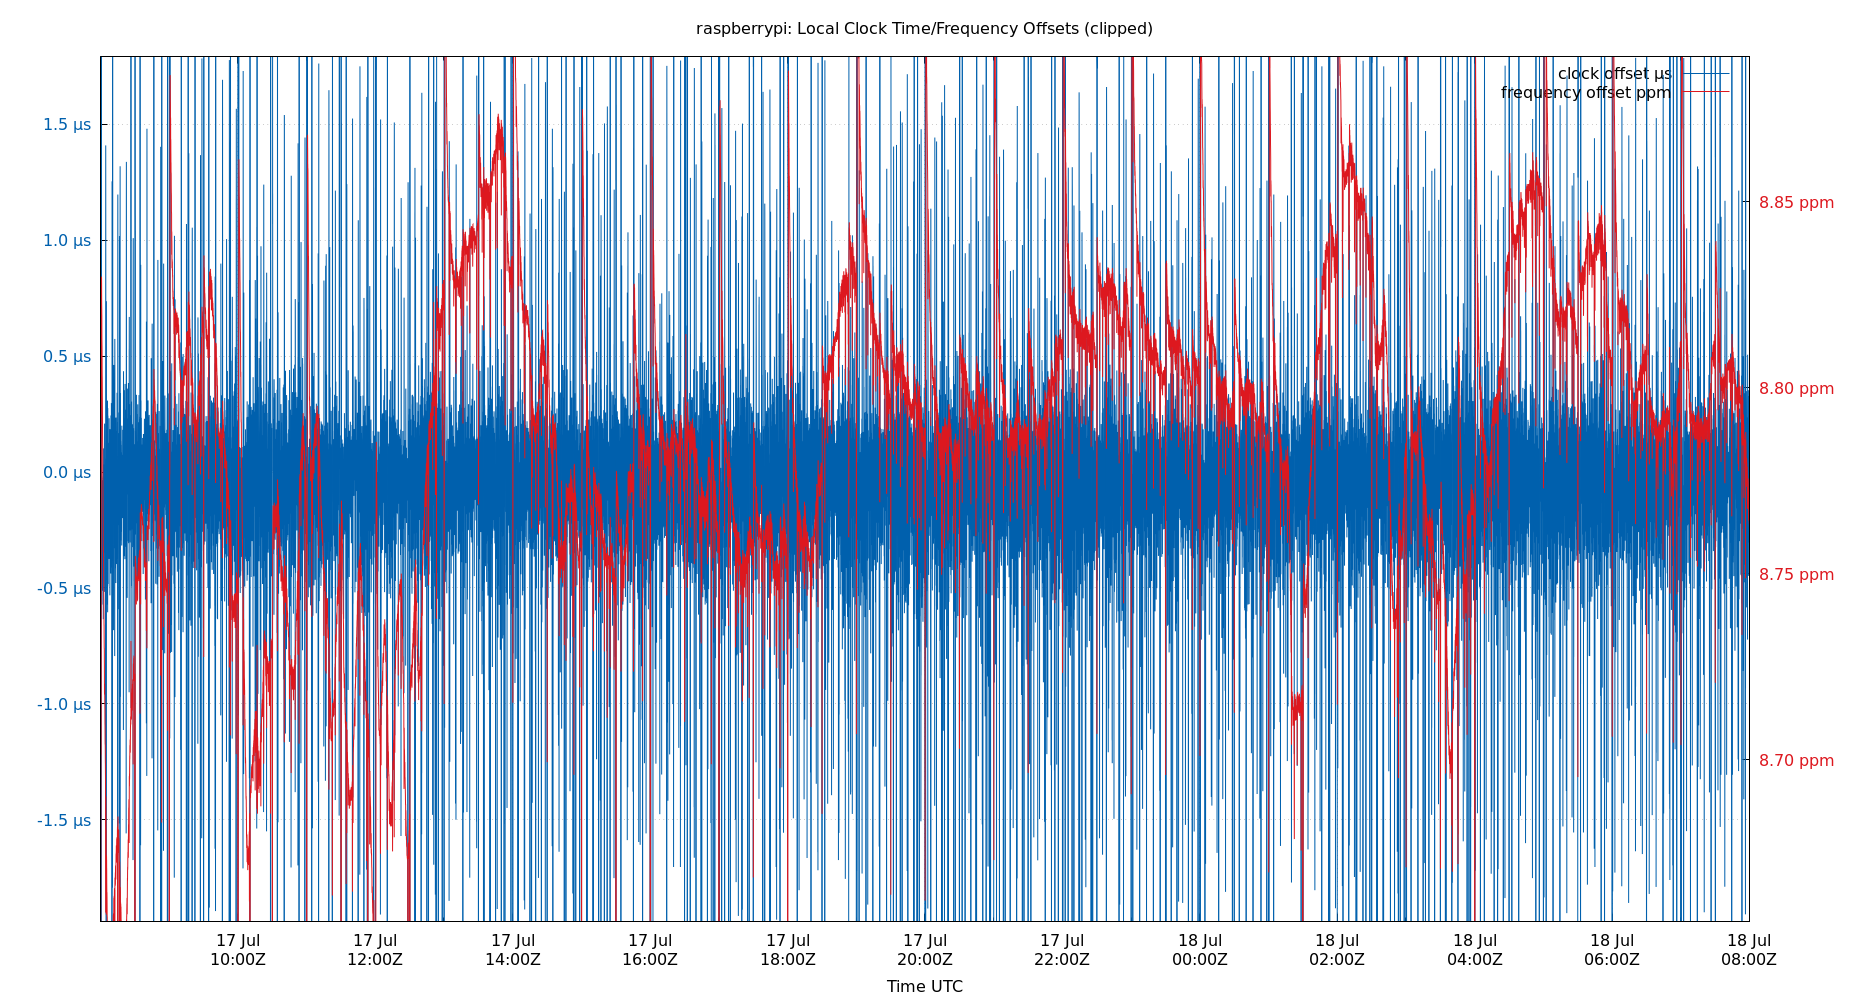 raspberrypi: Local Clock Time/Frequency Offsets (clipped)
clock offset µs
frequency offset ppm
1.5 µs
1.0 µs
0.5 µs
0.0 µs
-0.5 µs
-1.0 µs
-1.5 µs
8.85 ppm
8.80 ppm
8.75 ppm
8.70 ppm
17 Jul 17 Jul 17 Jul 17 Jul 17 Jul 17 Jul 17 Jul 18 Jul 18 Jul 18 Jul 18 Jul 18 Jul
10:00Z 12:00Z 14:00Z 16:00Z 18:00Z 20:00Z 22:00Z 00:00Z 02:00Z 04:00Z 06:00Z 08:00Z
Time UTC